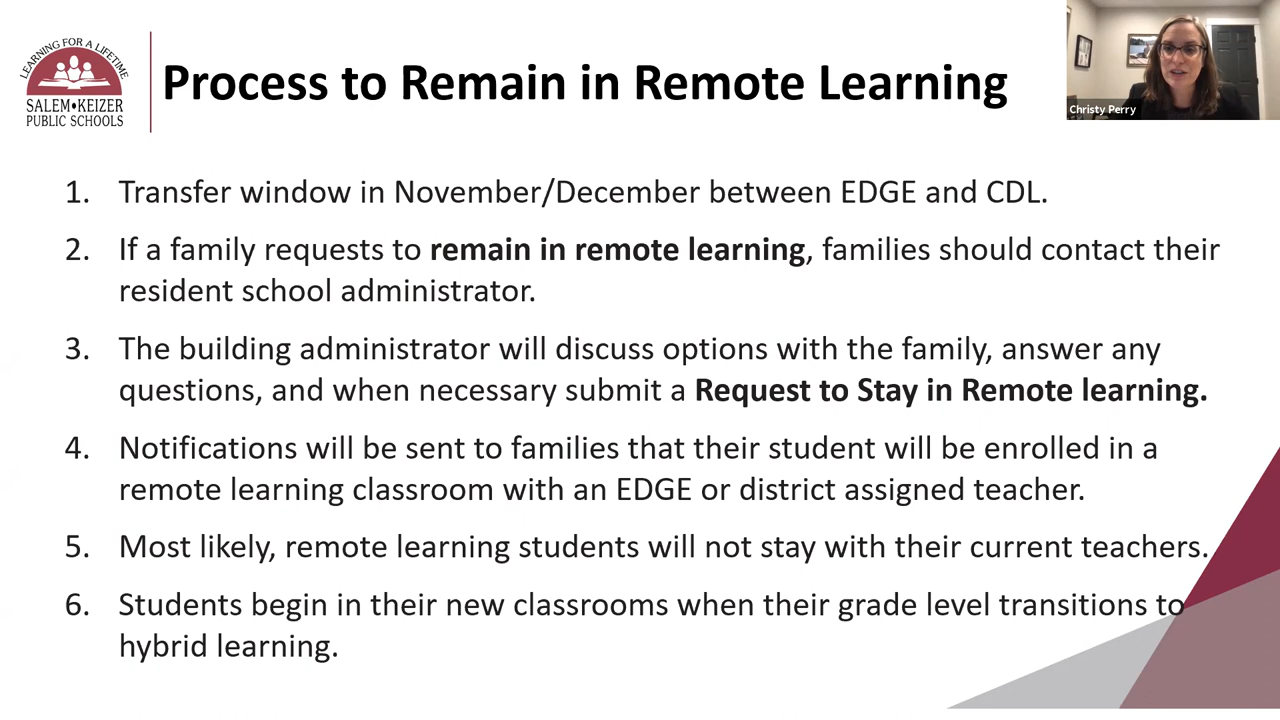 LEARNING FOR A LIFETIME
SALEM•KEIZER
PUBLIC SCHOOLS
Process to Remain in Remote Learning
Christy Perry
1. Transfer window in November/December between EDGE and CDL.
2. If a family requests to remain in remote learning, families should contact their
resident school administrator.
3. The building administrator will discuss options with the family, answer any
questions, and when necessary submit a Request to Stay in Remote learning.
4. Notifications will be sent to families that their student will be enrolled in a
remote learning classroom with an EDGE or district assigned teacher.
5. Most likely, remote learning students will not stay with their current teachers.
6. Students begin in their new classrooms when their grade level transitions to
hybrid learning.